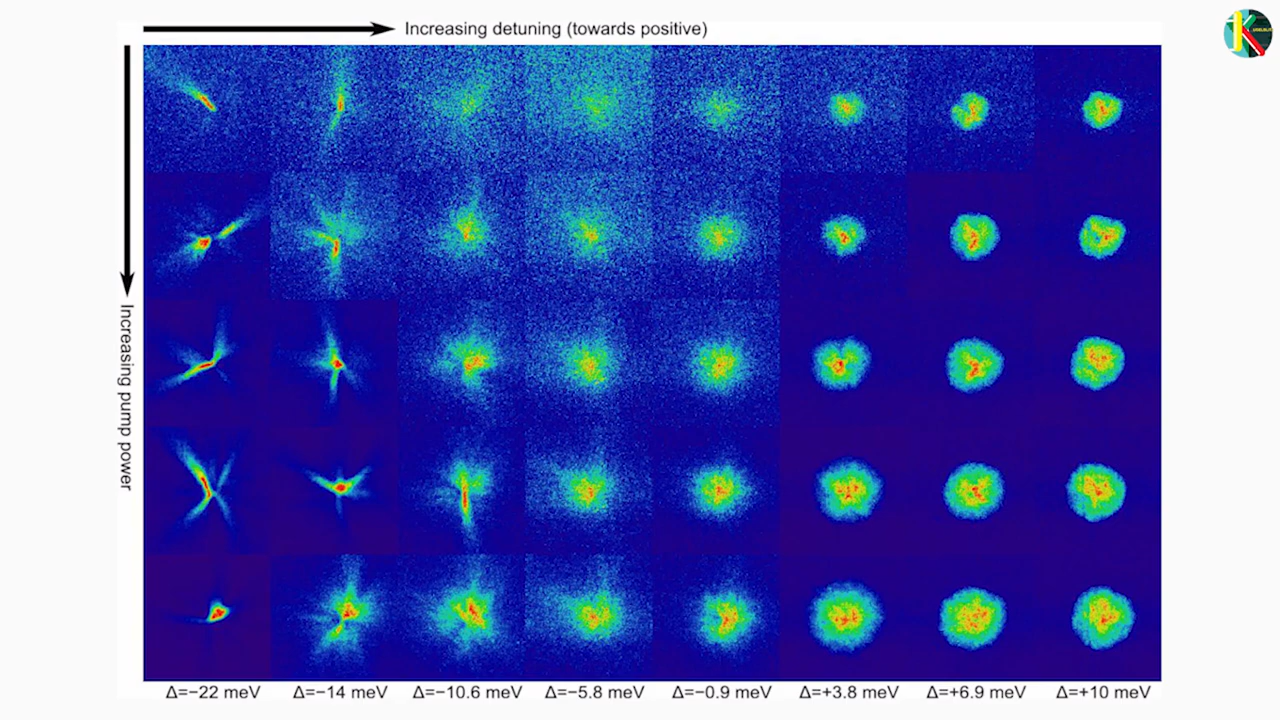 Increasing detuning (towards positive)
Increasing pump power
Δ=−22 meV
Δ=−14 meV
Δ=−10.6 meV
Δ=−5.8 meV
Δ=−0.9 meV
Δ=+3.8 meV
Δ=+6.9 meV
Δ=+10 meV